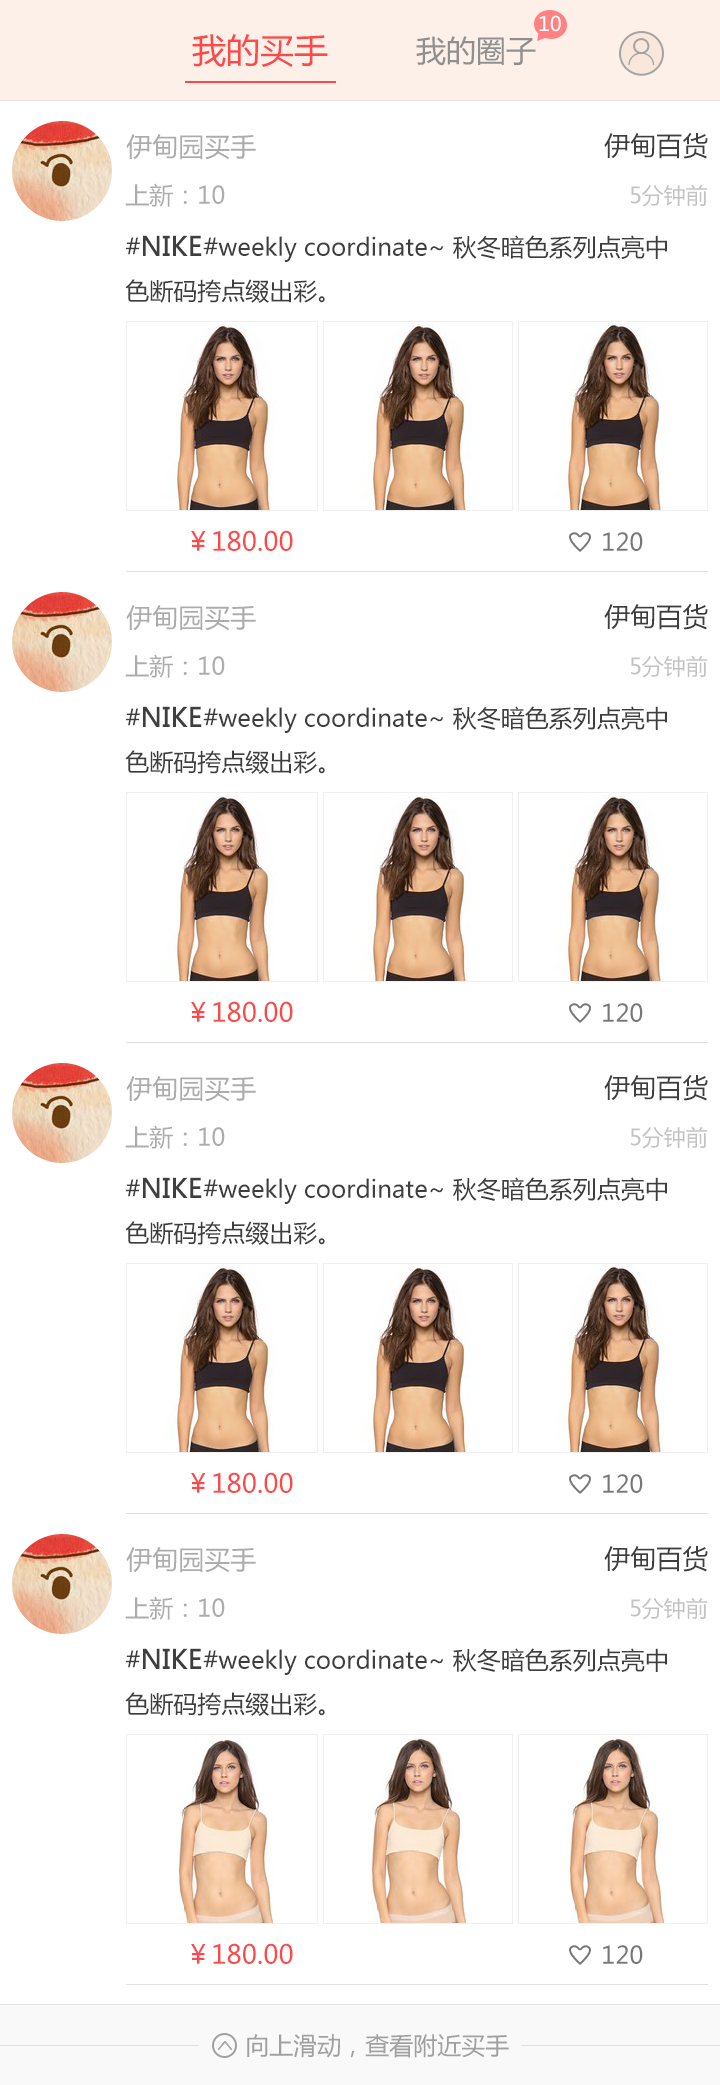 我的买手
我的圈子
10
伊甸园买手
伊甸百货
上新：10
5分钟前
#NIKE#weekly coordinate~ 秋冬暗色系列点亮中
色断码挎点缀出彩。
¥180.00
120
伊甸园买手
伊甸百货
上新：10
5分钟前
#NIKE#weekly coordinate~ 秋冬暗色系列点亮中
色断码挎点缀出彩。
¥180.00
120
伊甸园买手
伊甸百货
上新：10
5分钟前
#NIKE#weekly coordinate~ 秋冬暗色系列点亮中
色断码挎点缀出彩。
¥180.00
120
伊甸园买手
伊甸百货
上新：10
5分钟前
#NIKE#weekly coordinate~ 秋冬暗色系列点亮中
色断码挎点缀出彩。
¥180.00
120
向上滑动，查看附近买手